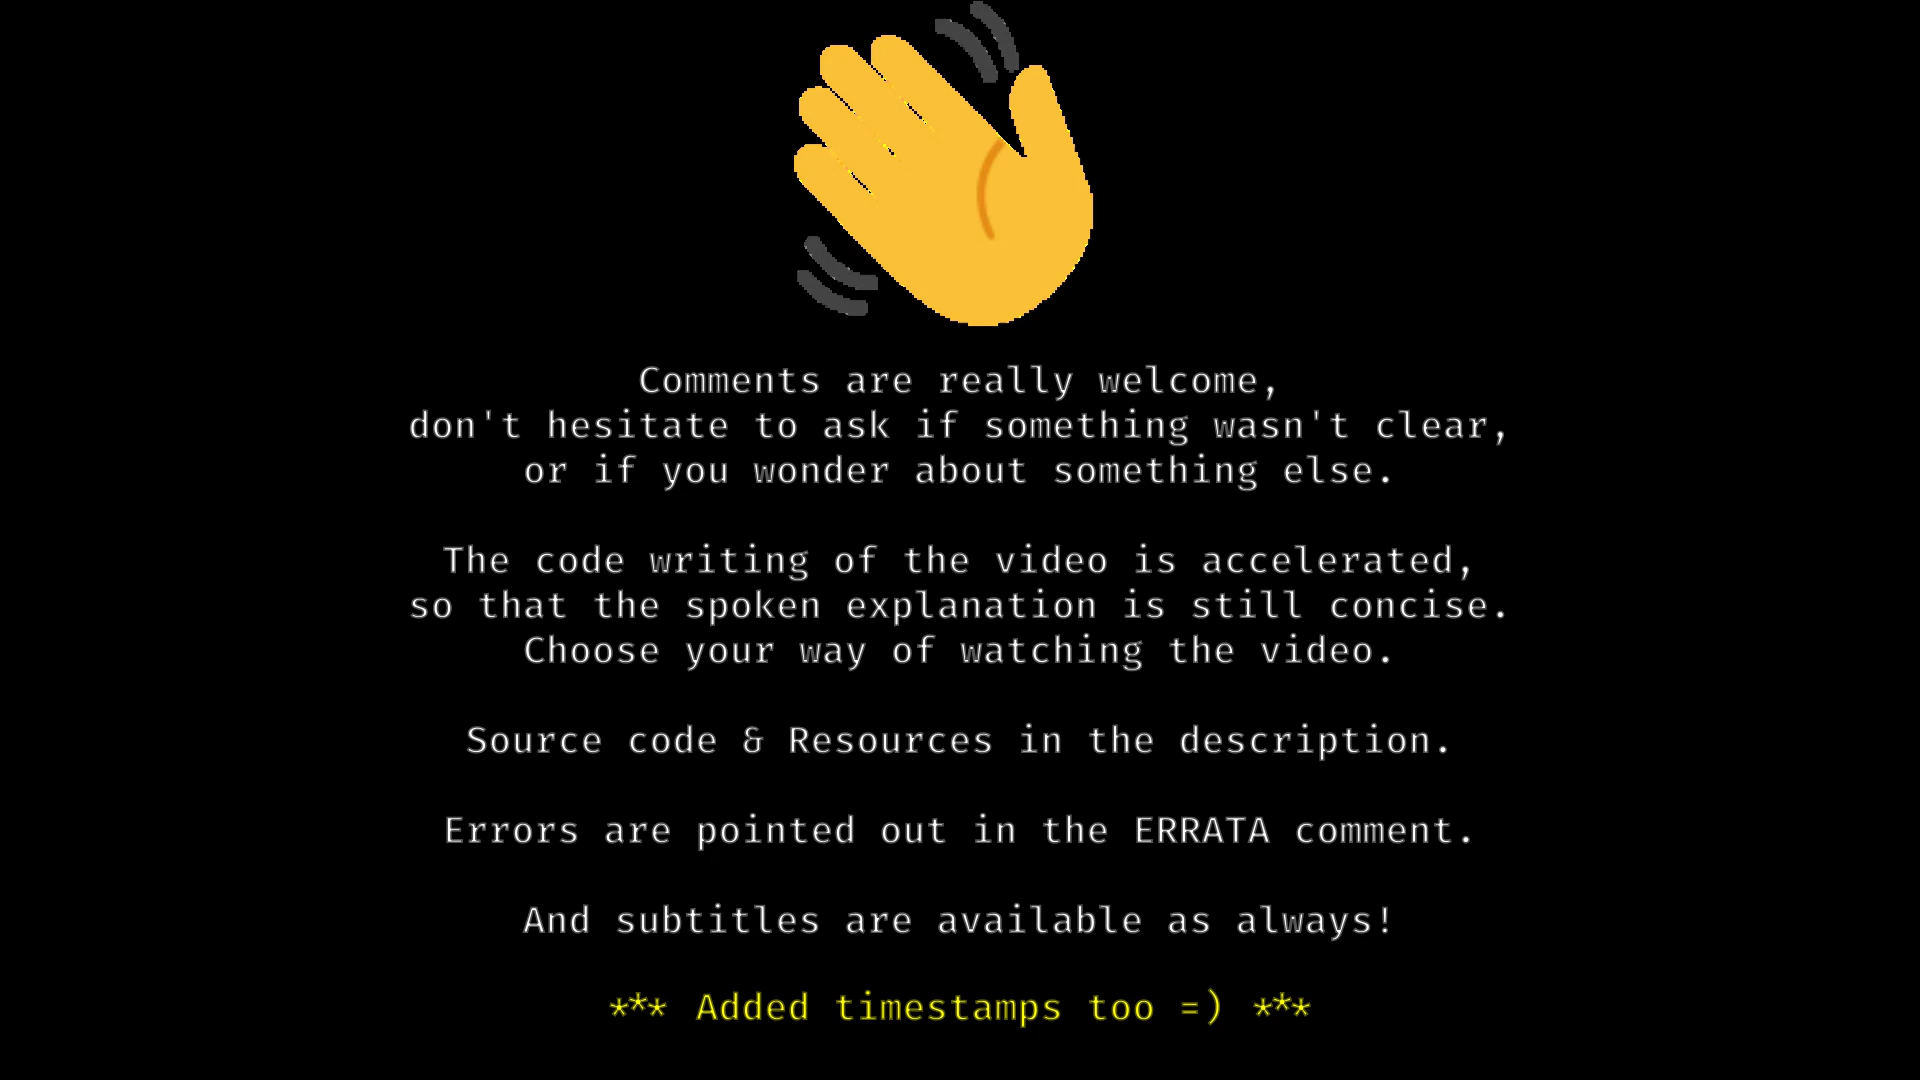 Comments are really welcome,
don't hesitate to ask if something wasn't clear,
or if you wonder about something else.
The code writing of the video is accelerated,
so that the spoken explanation is still concise.
Choose your way of watching the video.
Source code & Resources in the description.
Errors are pointed out in the ERRATA comment.
And subtitles are available as always!
*** Added timestamps too =) ***